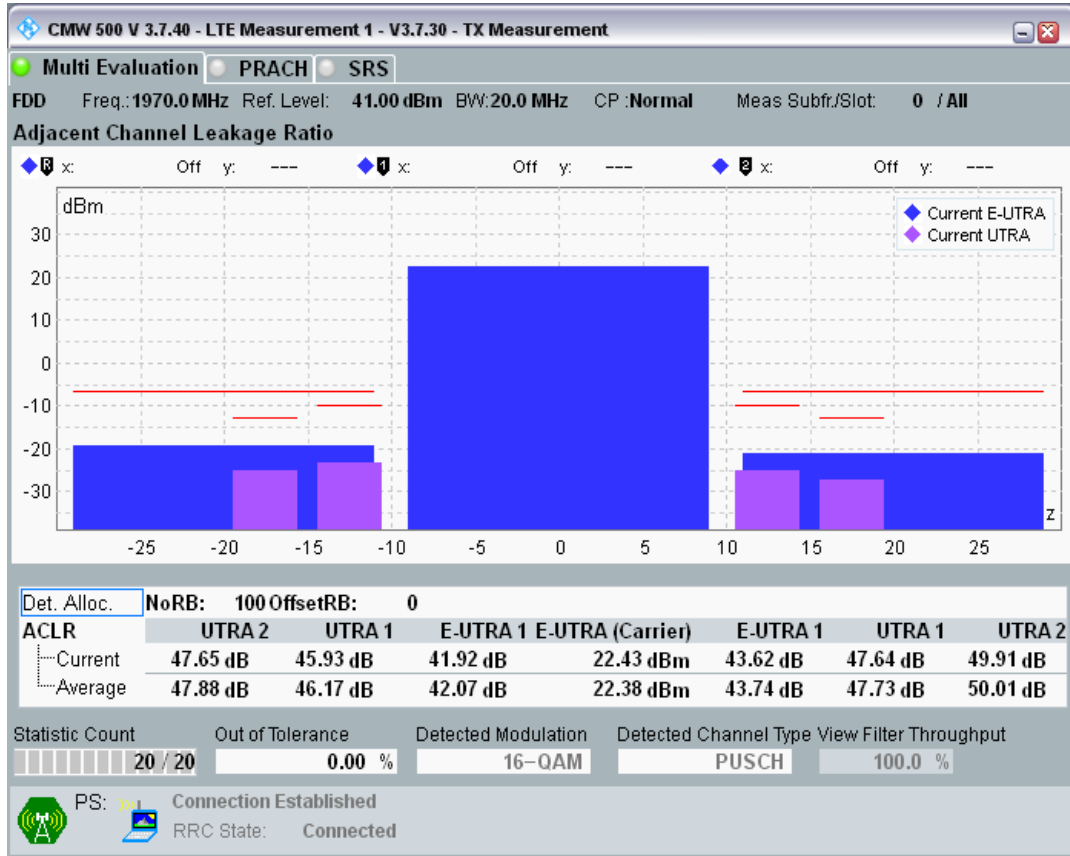 CMW 500 V 3.7.40 - LTE Measurement 1 - V3.7.30 - TX Measurement
Multi Evaluation PRACH SRS
FDD Freq.: 1970.0 MHz Ref. Level: 41.00 dBm BW: 20.0 MHz CP : Normal Meas Subfr./Slot: 0 / All
Adjacent Channel Leakage Ratio
R x: Off y: --- 1 x: Off y: --- 2 x: Off y: ---
dBm
Current E-UTRA
Current UTRA
30
20
10
0
-10
-20
-30
z
-25 -20 -15 -10 -5 0 5 10 15 20 25
Det. Alloc. NoRB: 100 OffsetRB: 0
ACLR UTRA 2 UTRA 1 E-UTRA 1 E-UTRA (Carrier) E-UTRA 1 UTRA 1 UTRA 2
Current 47.65 dB 45.93 dB 41.92 dB 22.43 dBm 43.62 dB 47.64 dB 49.91 dB
Average 47.88 dB 46.17 dB 42.07 dB 22.38 dBm 43.74 dB 47.73 dB 50.01 dB
Statistic Count Out of Tolerance Detected Modulation Detected Channel Type View Filter Throughput
20 / 20 0.00 % 16-QAM PUSCH 100.0 %
PS: Connection Established
RRC State: Connected